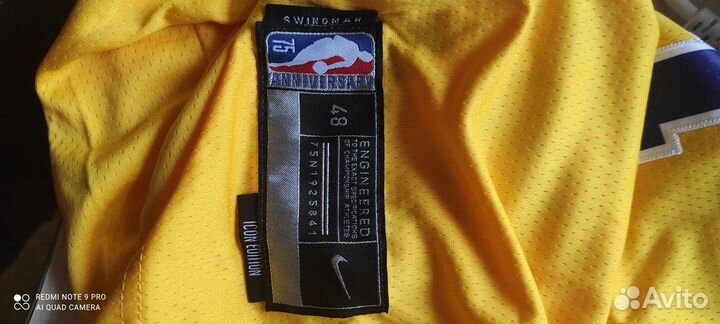 SWINGMAN
75
ANNIVERSARY
48
ENGINEERED
TO THE EXACT SPECIFICATIONS
OF CHAMPIONSHIP ATHLETES
75N1925841
ICON EDITION
REDMI NOTE 9 PRO
AI QUAD CAMERA
Avito